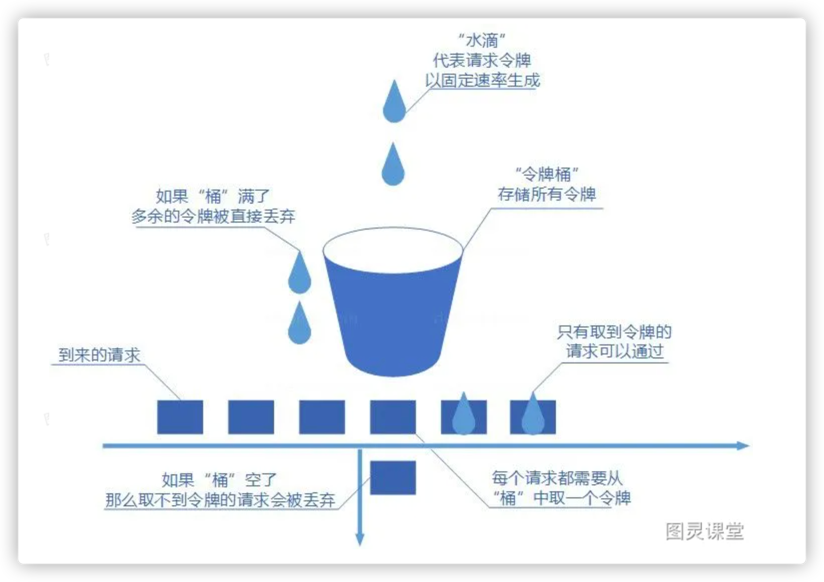 “水滴“
代表请求令牌
以固定速率生成
如果“桶”满了
多余的令牌被直接丢弃
“令牌桶”
存储所有令牌
到来的请求
只有取到令牌的
请求可以通过
如果“桶”空了
那么取不到令牌的请求会被丢弃
每个请求都需要从
“桶”中取一个令牌
图灵课堂